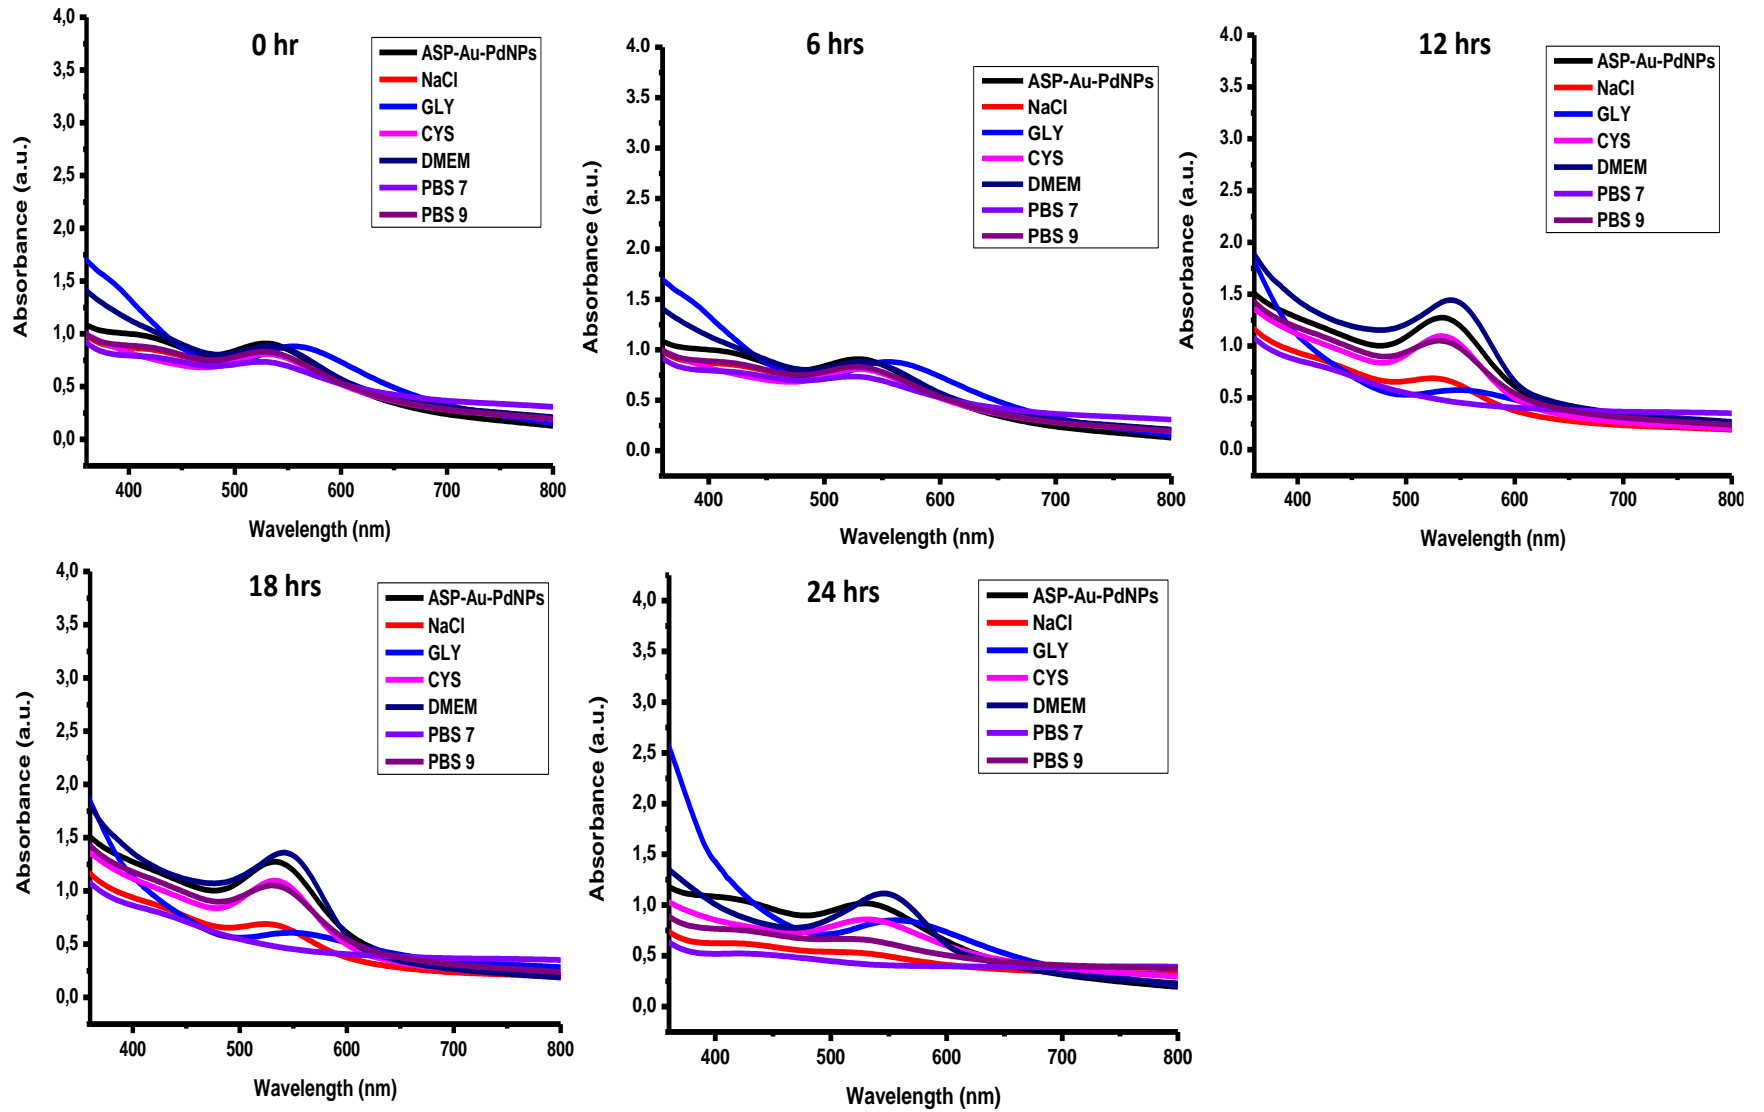 0 hr
ASP-Au-PdNPs
NaCl
GLY
CYS
DMEM
PBS 7
PBS 9
4,0
3,5
3,0
2,5
2,0
1,5
1,0
0,5
0,0
Absorbance (a.u.)
400 500 600 700 800
Wavelength (nm)
6 hrs
ASP-Au-PdNPs
NaCl
GLY
CYS
DMEM
PBS 7
PBS 9
4.0
3.5
3.0
2.5
2.0
1.5
1.0
0.5
0.0
Absorbance (a.u.)
400 500 600 700 800
Wavelength (nm)
12 hrs
ASP-Au-PdNPs
NaCl
GLY
CYS
DMEM
PBS 7
PBS 9
4.0
3.5
3.0
2.5
2.0
1.5
1.0
0.5
0.0
Absorbance (a.u.)
400 500 600 700 800
Wavelength (nm)
18 hrs
ASP-Au-PdNPs
NaCl
GLY
CYS
DMEM
PBS 7
PBS 9
4,0
3,5
3,0
2,5
2,0
1,5
1,0
0,5
0,0
Absorbance (a.u.)
400 500 600 700 800
Wavelength (nm)
24 hrs
ASP-Au-PdNPs
NaCl
GLY
CYS
DMEM
PBS 7
PBS 9
4,0
3,5
3,0
2,5
2,0
1,5
1,0
0,5
0,0
Absorbance (a.u.)
400 500 600 700 800
Wavelength (nm)